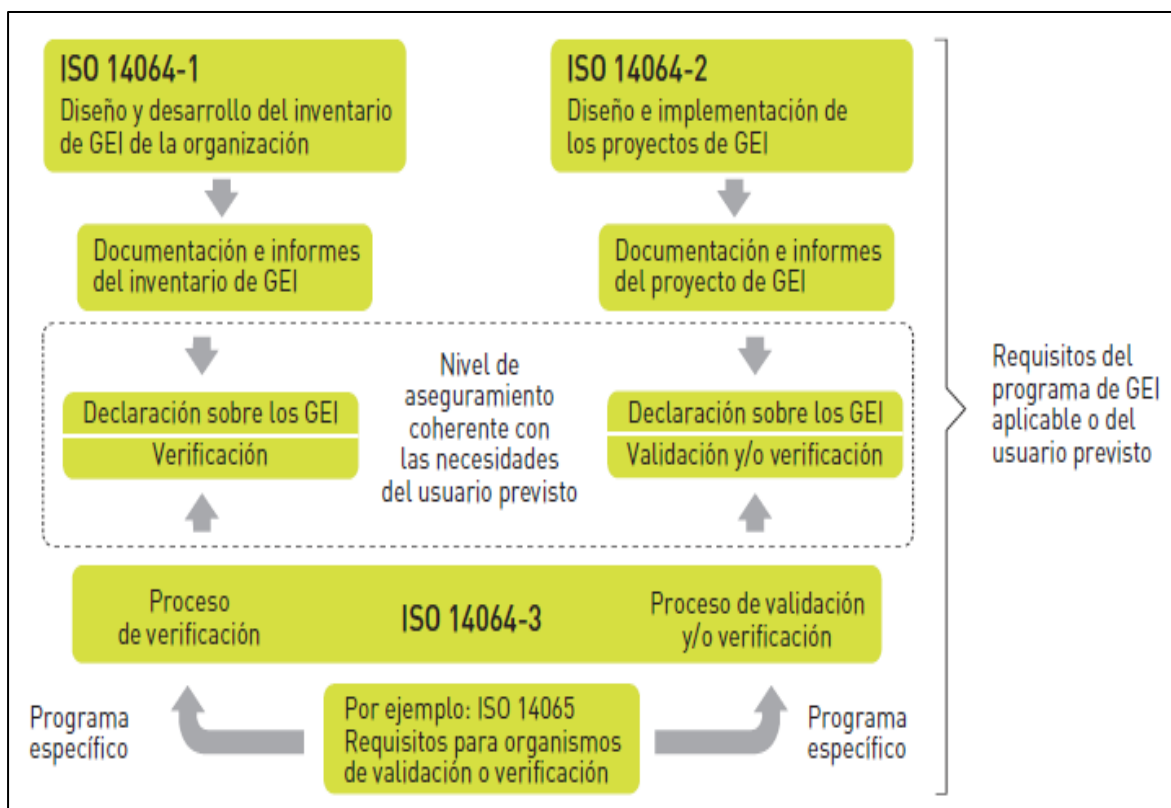 ISO 14064-1
Diseño y desarrollo del inventario
de GEI de la organización
ISO 14064-2
Diseño e implementación de
los proyectos de GEI
Documentación e informes
del inventario de GEI
Documentación e informes
del proyecto de GEI
Declaración sobre los GEI
Verificación
Nivel de
aseguramiento
coherente con
las necesidades
del usuario previsto
Declaración sobre los GEI
Validación y/o verificación
Requisitos del
programa de GEI
aplicable o del
usuario previsto
Proceso
de verificación
ISO 14064-3
Proceso de validación
y/o verificación
Programa
específico
Por ejemplo: ISO 14065
Requisitos para organismos
de validación o verificación
Programa
específico